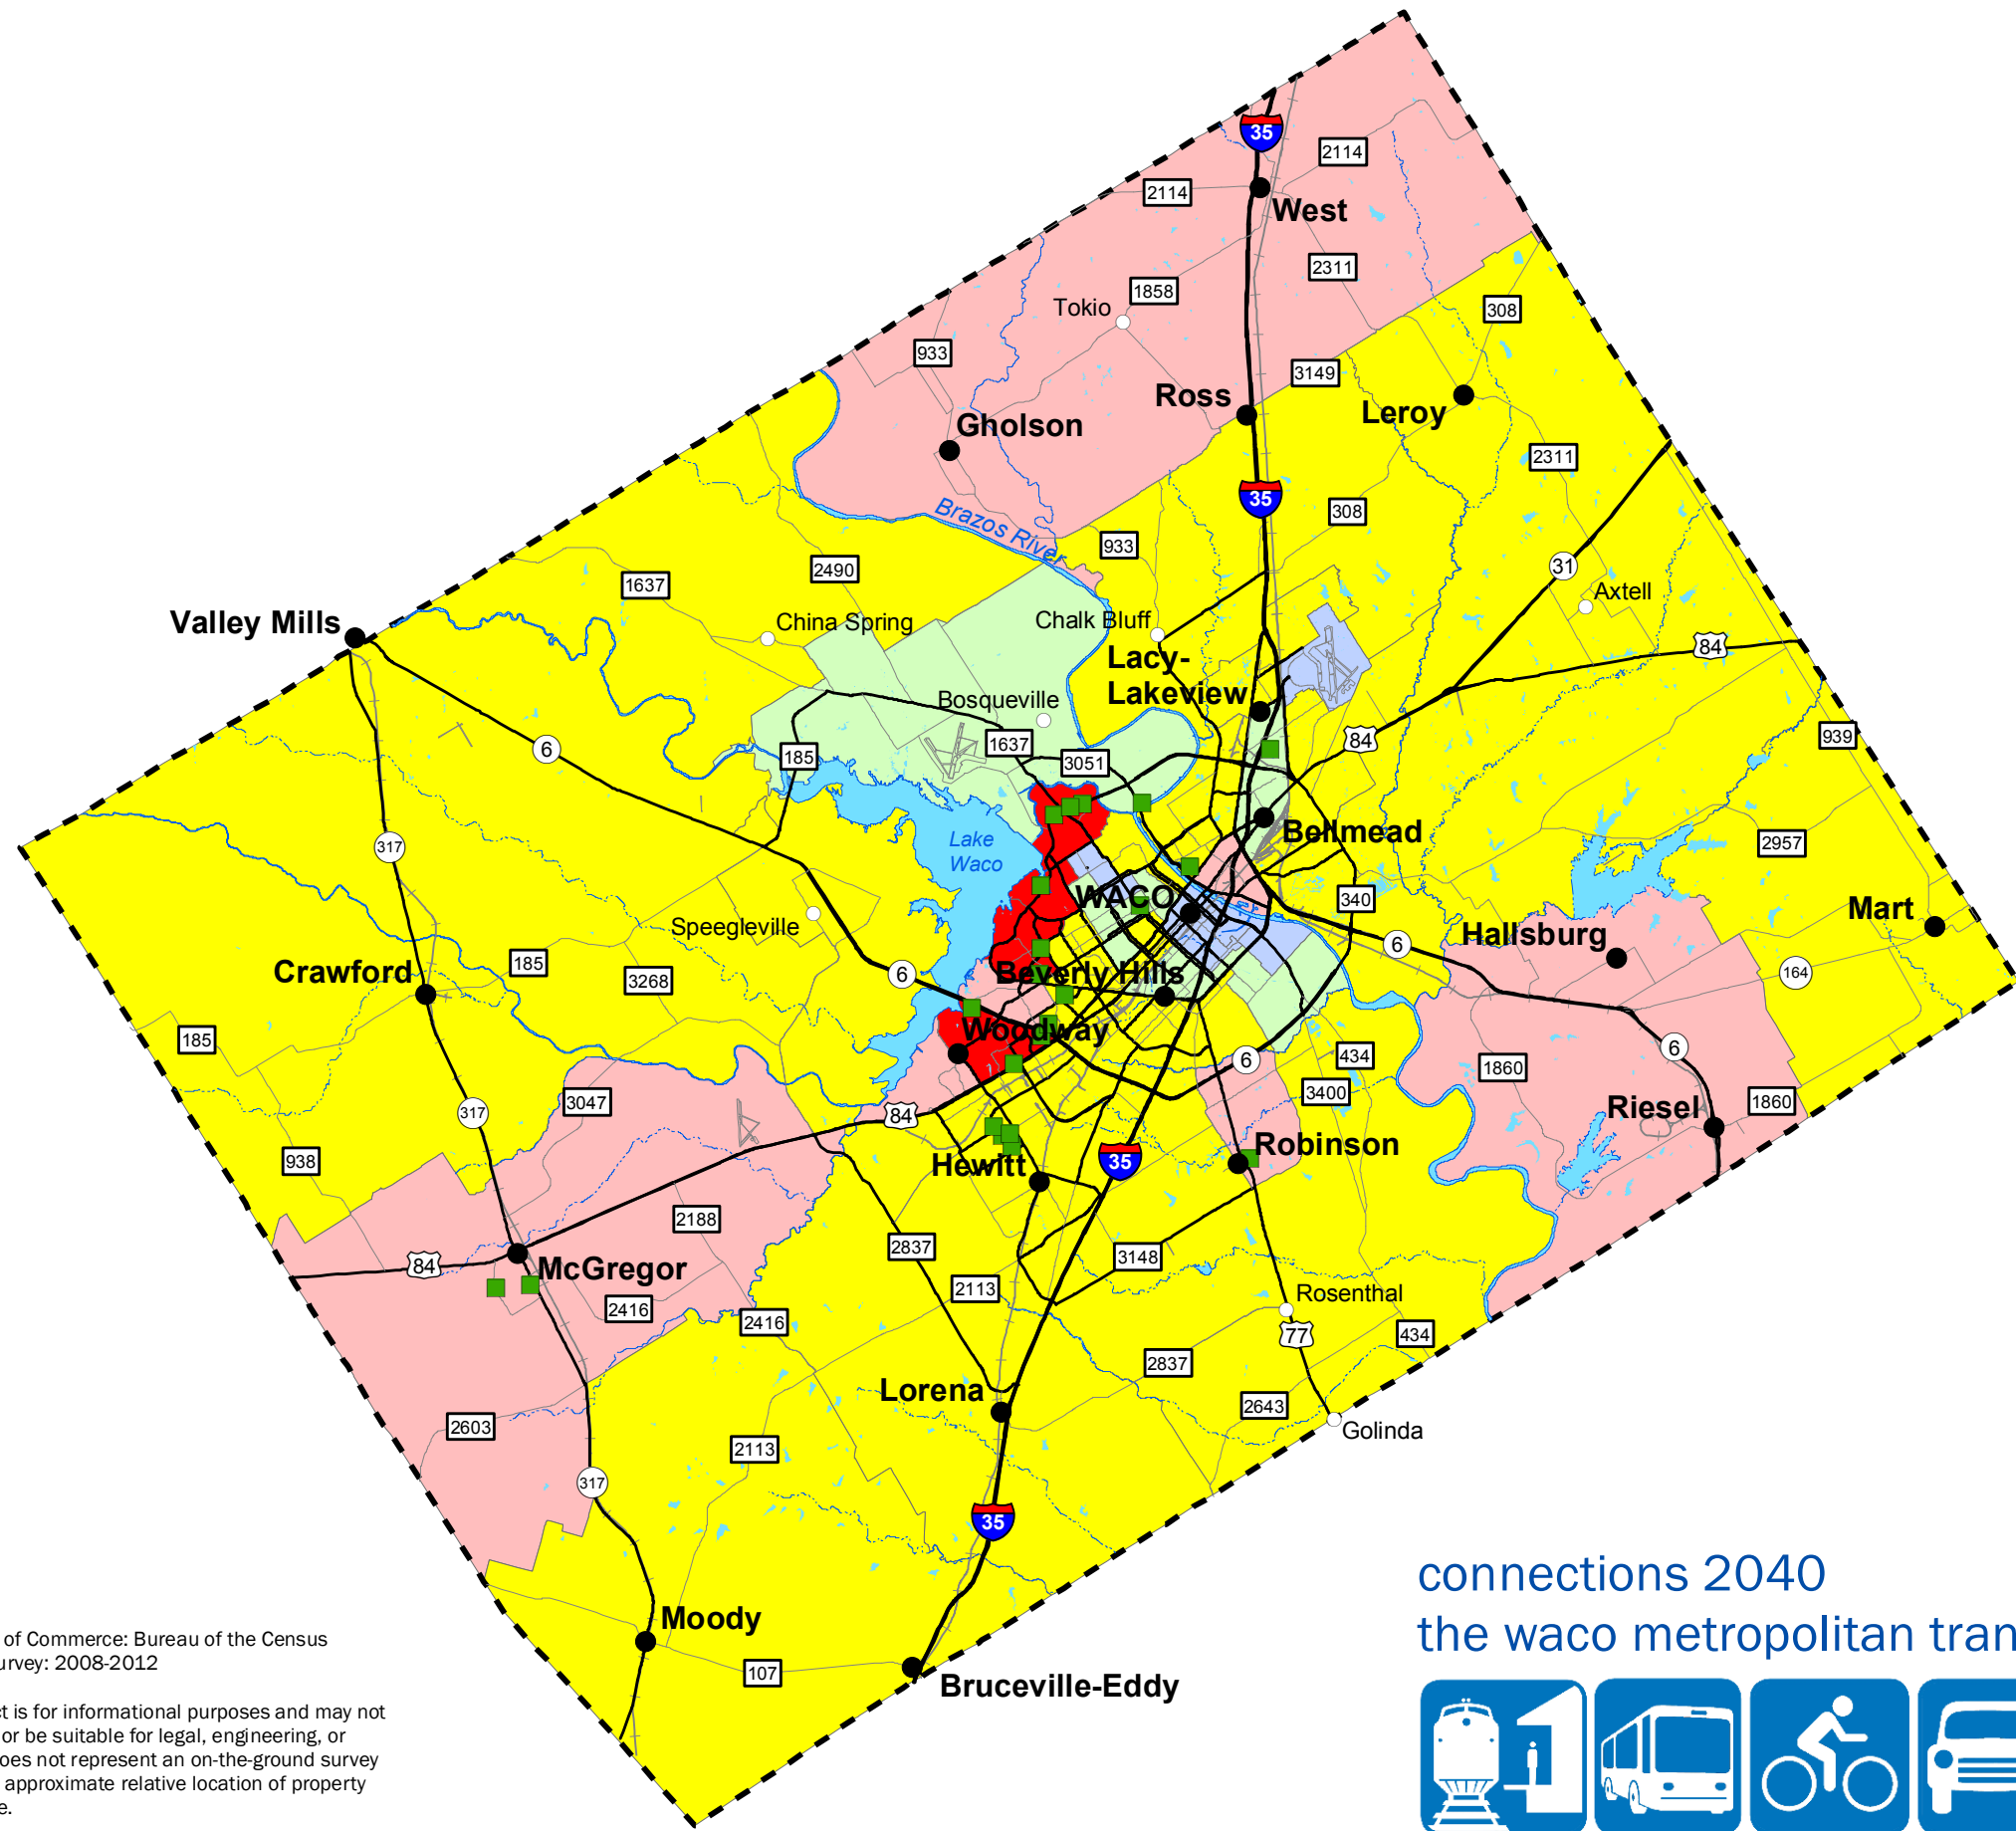 35
2114
2114
West
2311
1858
Tokio
308
933
3149
Ross
Leroy
Gholson
2311
35
308
Brazos River
933
31
2490
1637
Axtell
Valley Mills
China Spring
Chalk Bluff
84
Lacy-
Lakeview
Bosqueville
6
185
1637
3051
84
939
Lake
Waco
Bellmead
317
2957
WACO
340
Mart
Speegleville
Hallsburg
6
Crawford
185
3268
6
Beverly Hills
164
185
Woodway
6
434
1860
6
3047
3400
317
84
Riesel
1860
938
35
Robinson
Hewitt
2188
2837
3148
84
McGregor
2416
2113
Rosenthal
2416
77
434
2837
Lorena
2643
2603
Golinda
2113
317
35
Moody
107
Bruceville-Eddy
of Commerce: Bureau of the Census
urvey: 2008-2012
ct is for informational purposes and may not
or be suitable for legal, engineering, or
oes not represent an on-the-ground survey
approximate relative location of property
e.
connections 2040
the waco metropolitan tran